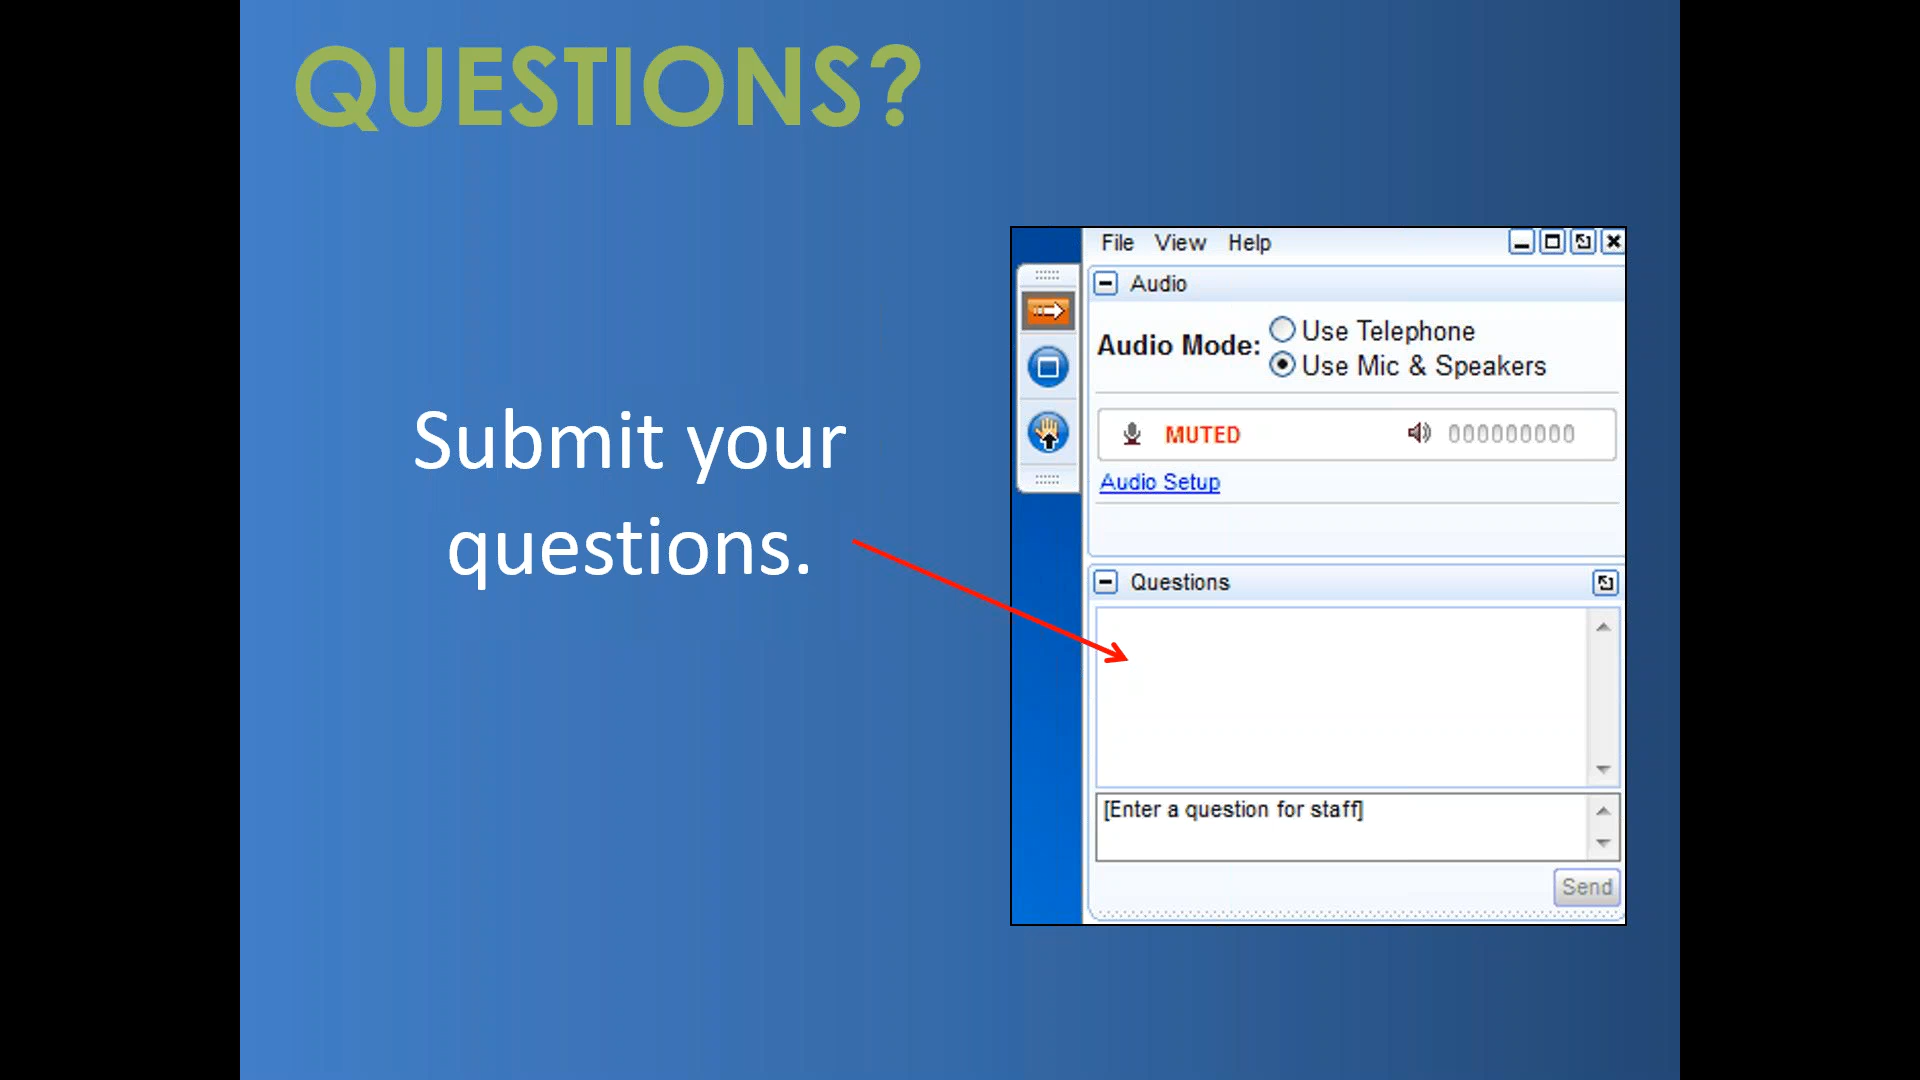 QUESTIONS?
Submit your
questions.
File View Help
Audio
Audio Mode:
Use Telephone
Use Mic & Speakers
MUTED
000000000
Audio Setup
Questions
[Enter a question for staff]
Send